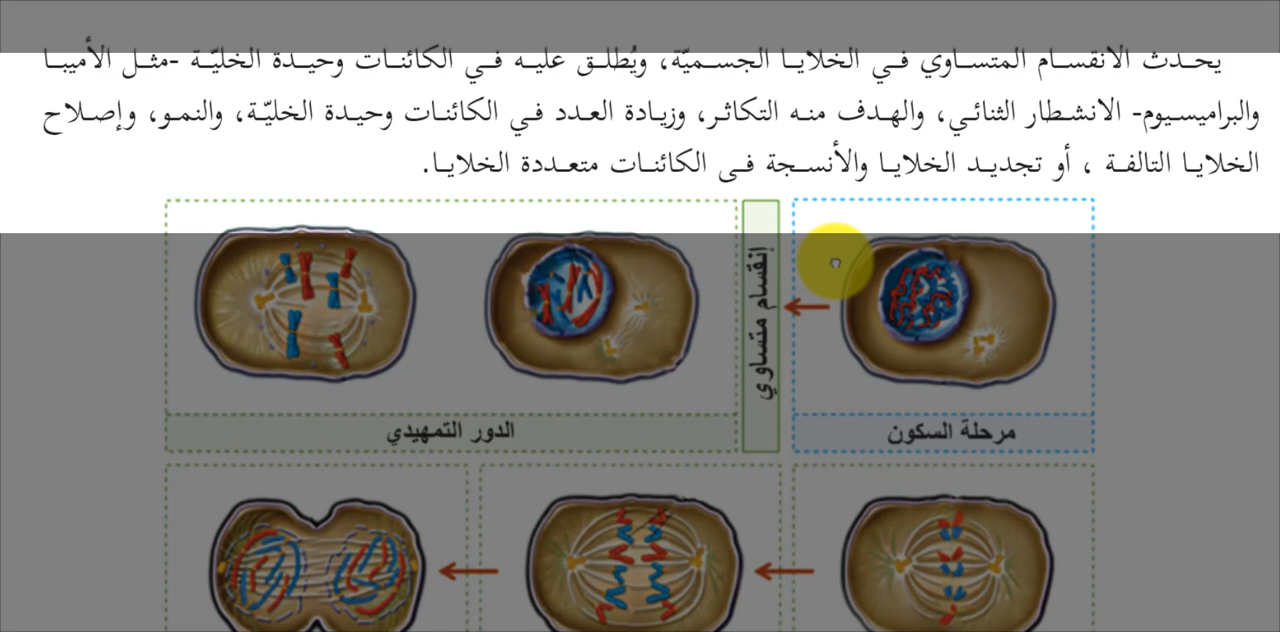 يحدث الانقسام المتساوي في الخلايا الجسميّة، ويُطلق عليه في الكائنات وحيدة الخليّة -مثل الأميبا
والبراميسيوم- الانشطار الثنائي، والهدف منه التكاثر، وزيادة العدد في الكائنات وحيدة الخليّة، والنمو، وإصلاح
الخلايا التالفة ، أو تجديد الخلايا والأنسجة فى الكائنات متعددة الخلايا.
إنقسام متساوي
مرحلة السكون
الدور التمهيدي